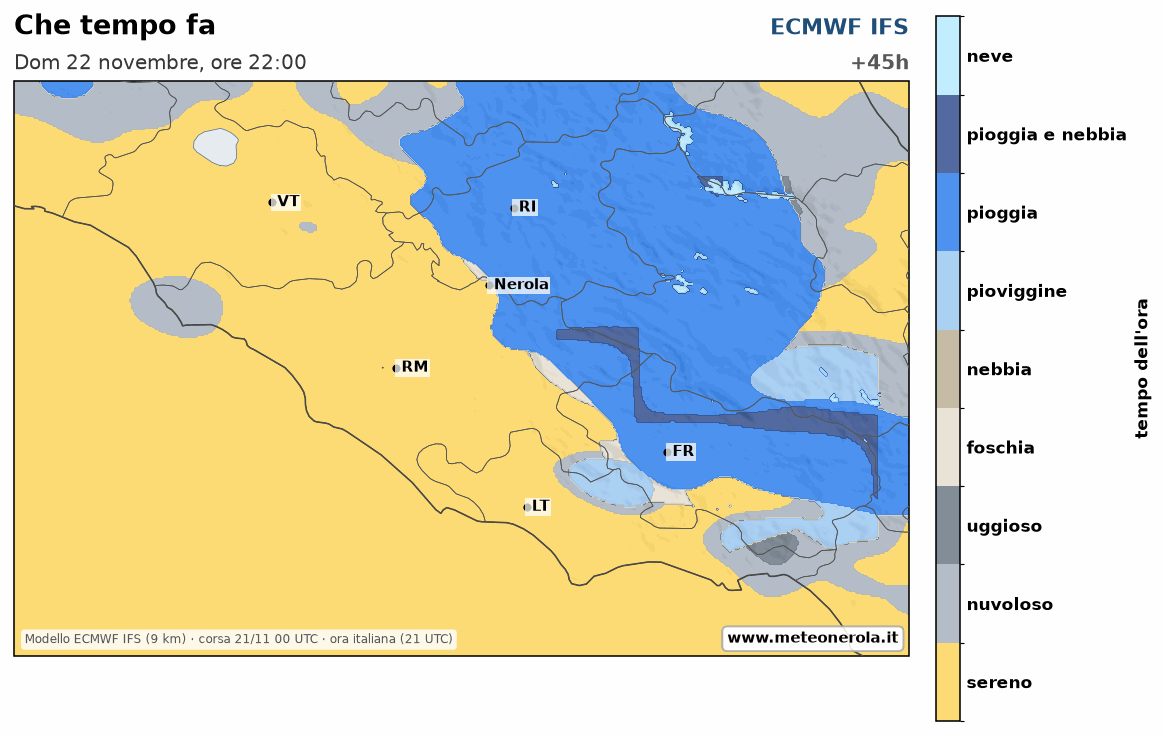 Che tempo fa
ECMWF IFS
Dom 22 novembre, ore 22:00
+45h
VT
RI
Nerola
RM
FR
LT
Modello ECMWF IFS (9 km) · corsa 21/11 00 UTC · ora italiana (21 UTC)
www.meteonerola.it
neve
pioggia e nebbia
pioggia
pioviggine
nebbia
foschia
uggioso
nuvoloso
sereno
tempo dell'ora